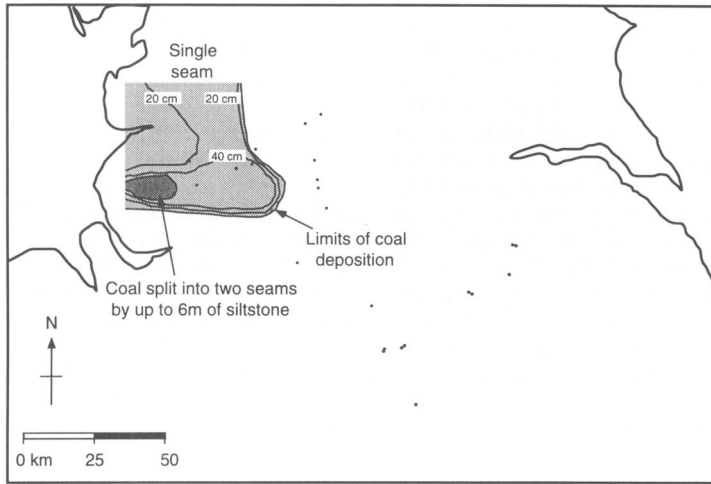 Single
seam
20 cm
20 cm
40 cm
Limits of coal
deposition
Coal split into two seams
by up to 6m of siltstone
N
0 km
25
50